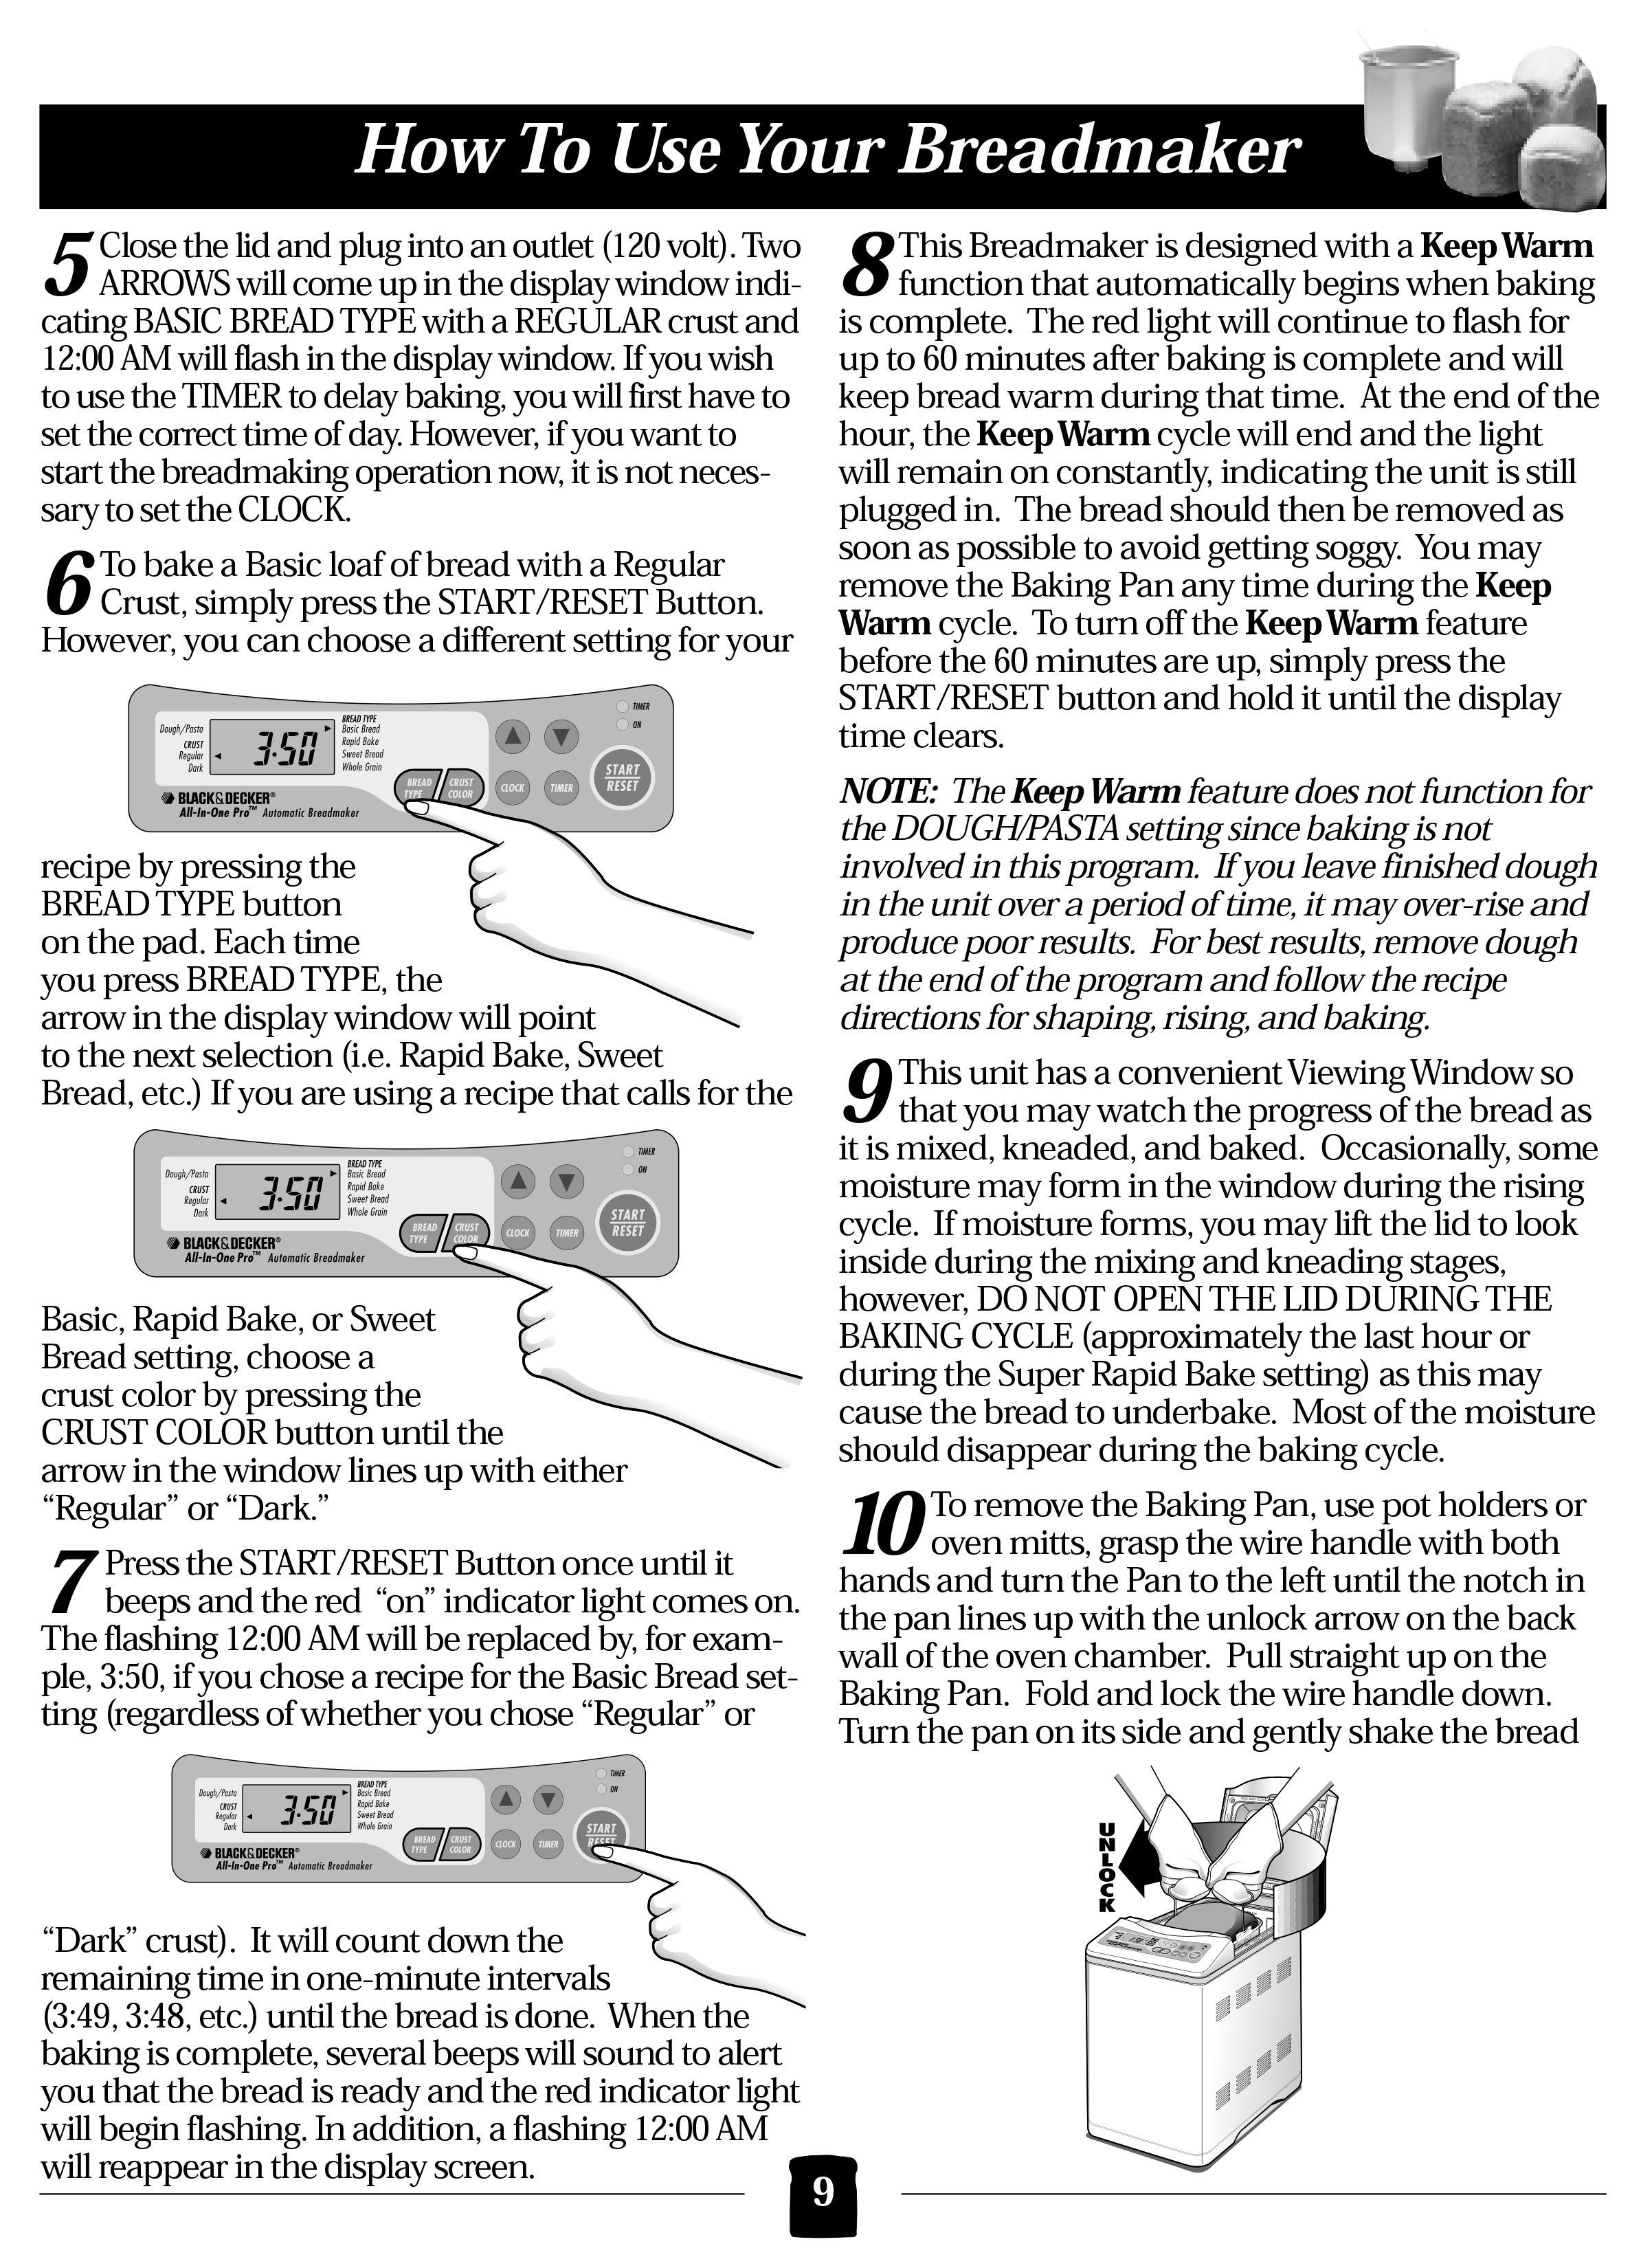 How To Use Your Breadmaker
5 Close the lid and plug into an outlet (120 volt). Two
ARROWS will come up in the display window indi-
cating BASIC BREAD TYPE with a REGULAR crust and
12:00 AM will flash in the display window. If you wish
to use the TIMER to delay baking, you will first have to
set the correct time of day. However, if you want to
start the breadmaking operation now, it is not neces-
sary to set the CLOCK.
6 To bake a Basic loaf of bread with a Regular
Crust, simply press the START/RESET Button.
However, you can choose a different setting for your
Dough/Pasta
CRUST
Regular
Dark
3:50
BREAD TYPE
Basic Bread
Rapid Bake
Sweet Bread
Whole Grain
BREAD TYPE
CRUST COLOR
CLOCK
TIMER
TIMER
ON
START
RESET
BLACK&DECKER®
All-In-One Pro™ Automatic Breadmaker
recipe by pressing the
BREAD TYPE button
on the pad. Each time
you press BREAD TYPE, the
arrow in the display window will point
to the next selection (i.e. Rapid Bake, Sweet
Bread, etc.) If you are using a recipe that calls for the
Dough/Pasta
CRUST
Regular
Dark
3:50
BREAD TYPE
Basic Bread
Rapid Bake
Sweet Bread
Whole Grain
BREAD TYPE
CRUST COLOR
CLOCK
TIMER
TIMER
ON
START
RESET
BLACK&DECKER®
All-In-One Pro™ Automatic Breadmaker
Basic, Rapid Bake, or Sweet
Bread setting, choose a
crust color by pressing the
CRUST COLOR button until the
arrow in the window lines up with either
“Regular” or “Dark.”
7 Press the START/RESET Button once until it
beeps and the red “on” indicator light comes on.
The flashing 12:00 AM will be replaced by, for exam-
ple, 3:50, if you chose a recipe for the Basic Bread set-
ting (regardless of whether you chose “Regular” or
Dough/Pasta
CRUST
Regular
Dark
3:50
BREAD TYPE
Basic Bread
Rapid Bake
Sweet Bread
Whole Grain
BREAD TYPE
CRUST COLOR
CLOCK
TIMER
TIMER
ON
START
RESET
BLACK&DECKER®
All-In-One Pro™ Automatic Breadmaker
“Dark” crust). It will count down the
remaining time in one-minute intervals
(3:49, 3:48, etc.) until the bread is done. When the
baking is complete, several beeps will sound to alert
you that the bread is ready and the red indicator light
will begin flashing. In addition, a flashing 12:00 AM
will reappear in the display screen.
8 This Breadmaker is designed with a Keep Warm
function that automatically begins when baking
is complete. The red light will continue to flash for
up to 60 minutes after baking is complete and will
keep bread warm during that time. At the end of the
hour, the Keep Warm cycle will end and the light
will remain on constantly, indicating the unit is still
plugged in. The bread should then be removed as
soon as possible to avoid getting soggy. You may
remove the Baking Pan any time during the Keep
Warm cycle. To turn off the Keep Warm feature
before the 60 minutes are up, simply press the
START/RESET button and hold it until the display
time clears.
NOTE: The Keep Warm feature does not function for
the DOUGH/PASTA setting since baking is not
involved in this program. If you leave finished dough
in the unit over a period of time, it may over-rise and
produce poor results. For best results, remove dough
at the end of the program and follow the recipe
directions for shaping, rising, and baking.
9 This unit has a convenient Viewing Window so
that you may watch the progress of the bread as
it is mixed, kneaded, and baked. Occasionally, some
moisture may form in the window during the rising
cycle. If moisture forms, you may lift the lid to look
inside during the mixing and kneading stages,
however, DO NOT OPEN THE LID DURING THE
BAKING CYCLE (approximately the last hour or
during the Super Rapid Bake setting) as this may
cause the bread to underbake. Most of the moisture
should disappear during the baking cycle.
10 To remove the Baking Pan, use pot holders or
oven mitts, grasp the wire handle with both
hands and turn the Pan to the left until the notch in
the pan lines up with the unlock arrow on the back
wall of the oven chamber. Pull straight up on the
Baking Pan. Fold and lock the wire handle down.
Turn the pan on its side and gently shake the bread
UNLOCK
9